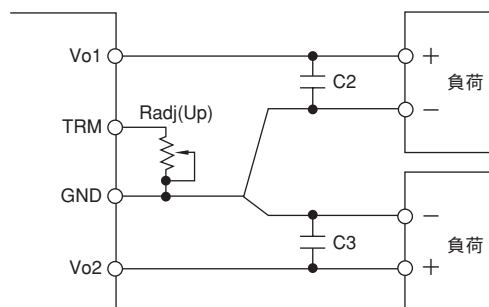 Vo1
+
C2
負荷
−
Radj(Up)
TRM
GND
−
C3
負荷
Vo2
+